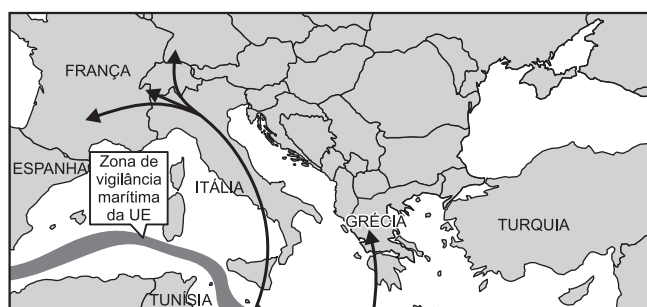 FRANÇA
ESPANHA
Zona de
vigilância
marítima
da UE
ITÁLIA
GRÉCIA
TURQUIA
TUNÍSIA